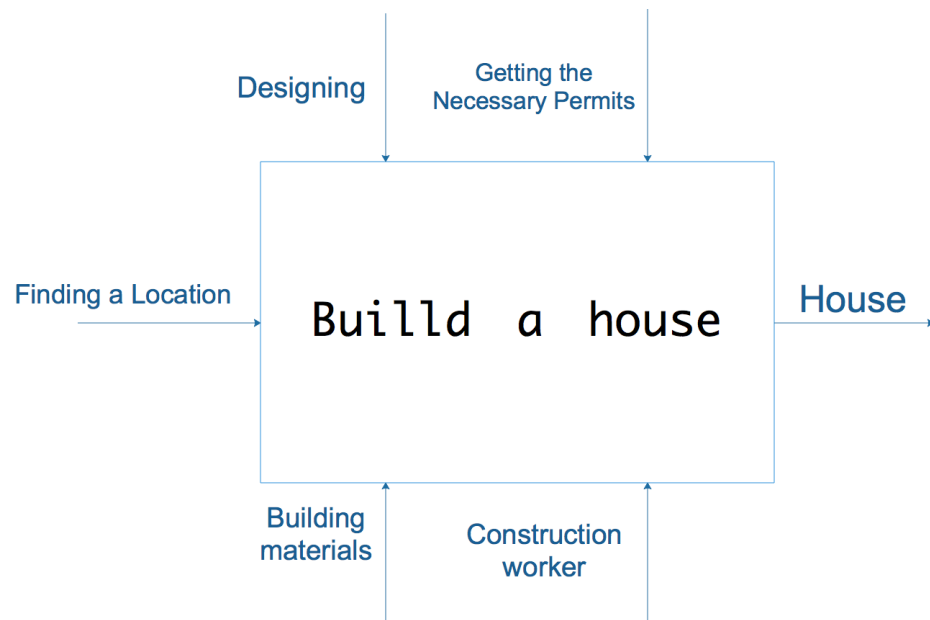 Designing
Getting the
Necessary Permits
Finding a Location
Builld a house
House
Building
materials
Construction
worker